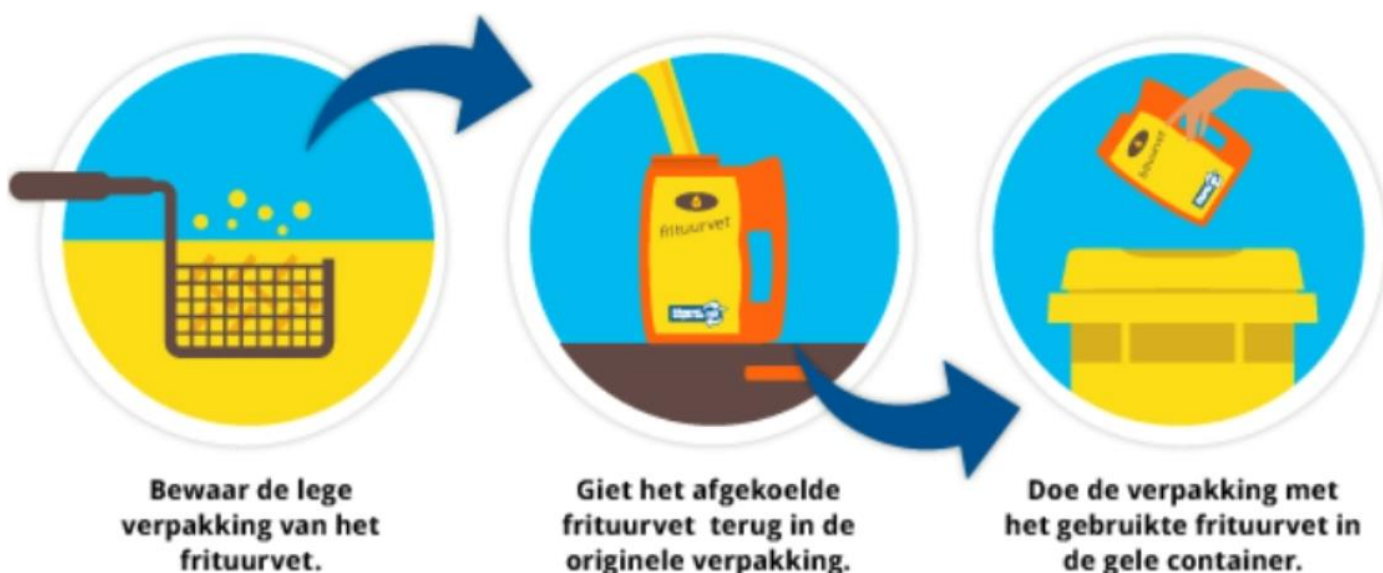 frituurvet
frituurvet
Bewaar de lege
verpakking van het
frituurvet.
Giet het afgekoelde
frituurvet terug in de
originele verpakking.
Doe de verpakking met
het gebruikte frituurvet in
de gele container.